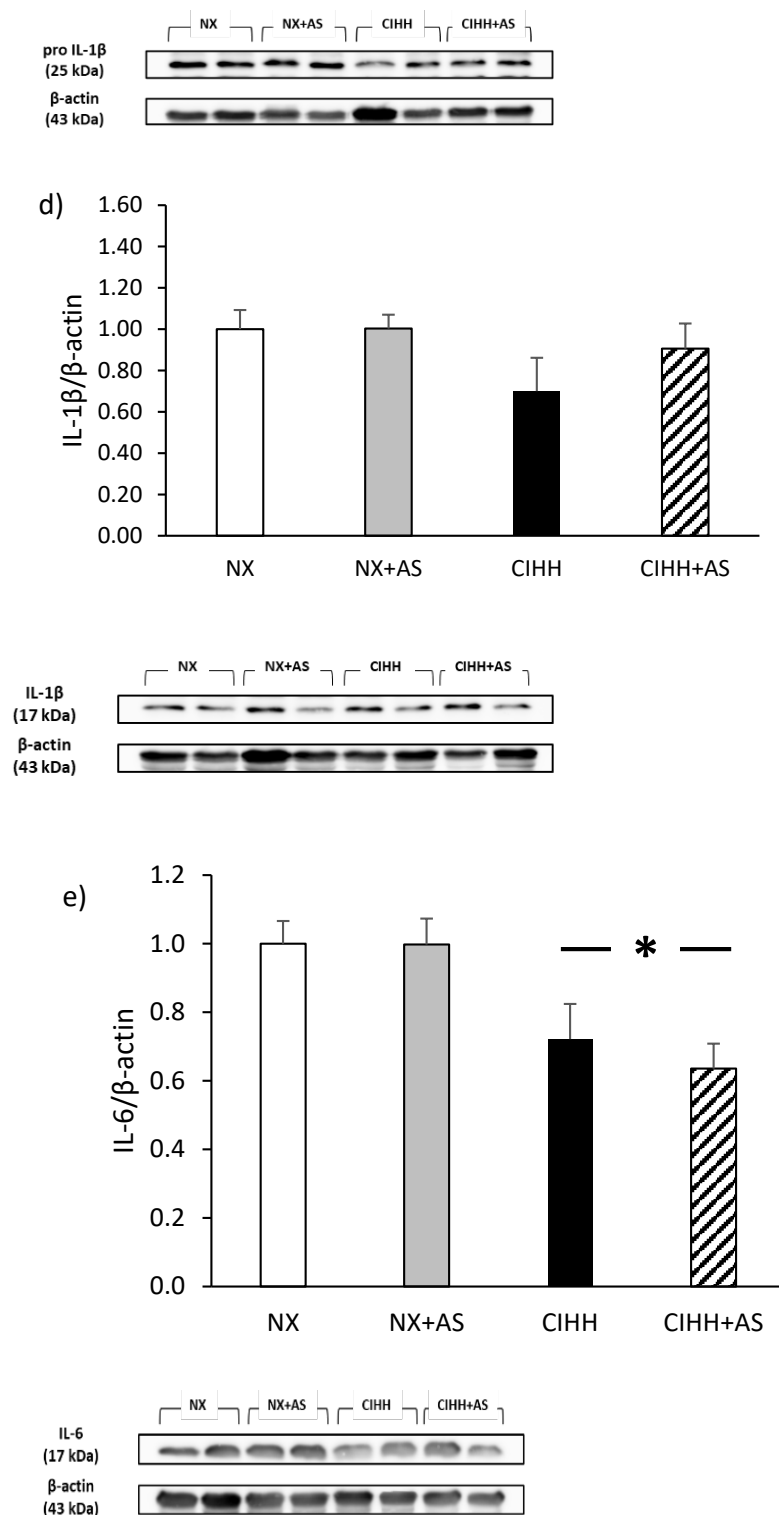 NX NX+AS CIHH CIHH+AS
pro IL-1β
(25 kDa)
β-actin
(43 kDa)
d)
1.60
1.40
1.20
1.00
0.80
0.60
0.40
0.20
0.00
IL-1β/β-actin
NX NX+AS CIHH CIHH+AS
NX NX+AS CIHH CIHH+AS
IL-1β
(17 kDa)
β-actin
(43 kDa)
e)
1.2
1.0
0.8
0.6
0.4
0.2
0.0
IL-6/β-actin
*
NX NX+AS CIHH CIHH+AS
NX NX+AS CIHH CIHH+AS
IL-6
(17 kDa)
β-actin
(43 kDa)